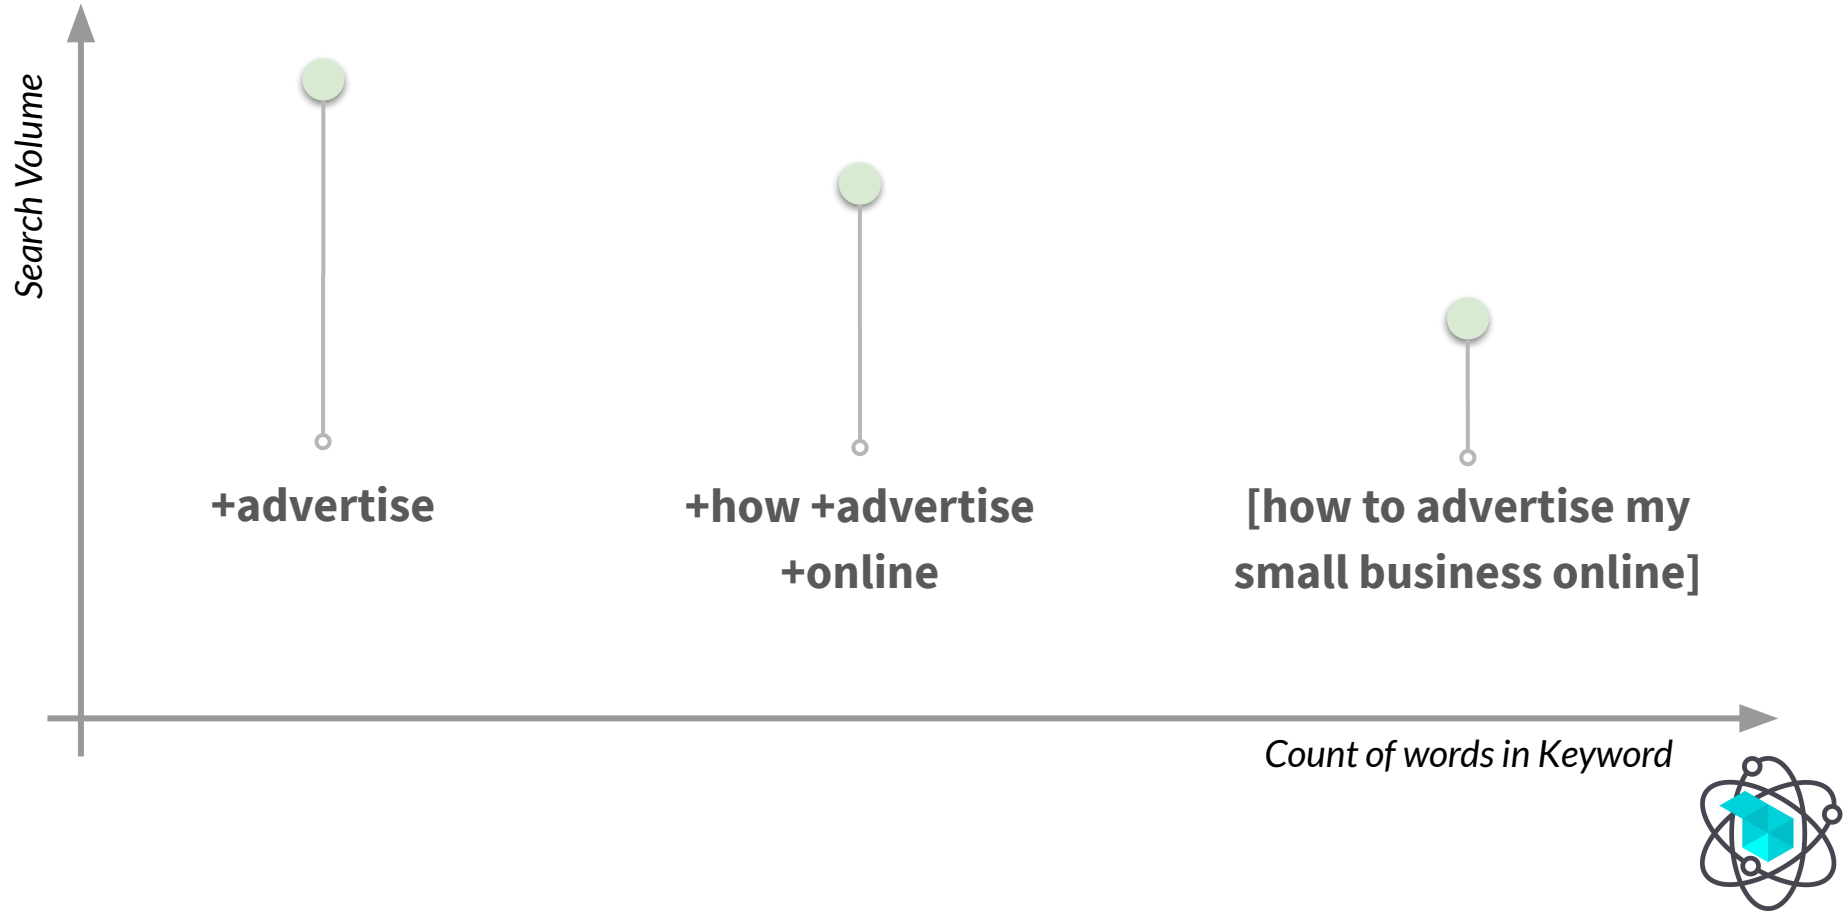 Search Volume
+advertise
+how +advertise
+online
[how to advertise my
small business online]
Count of words in Keyword